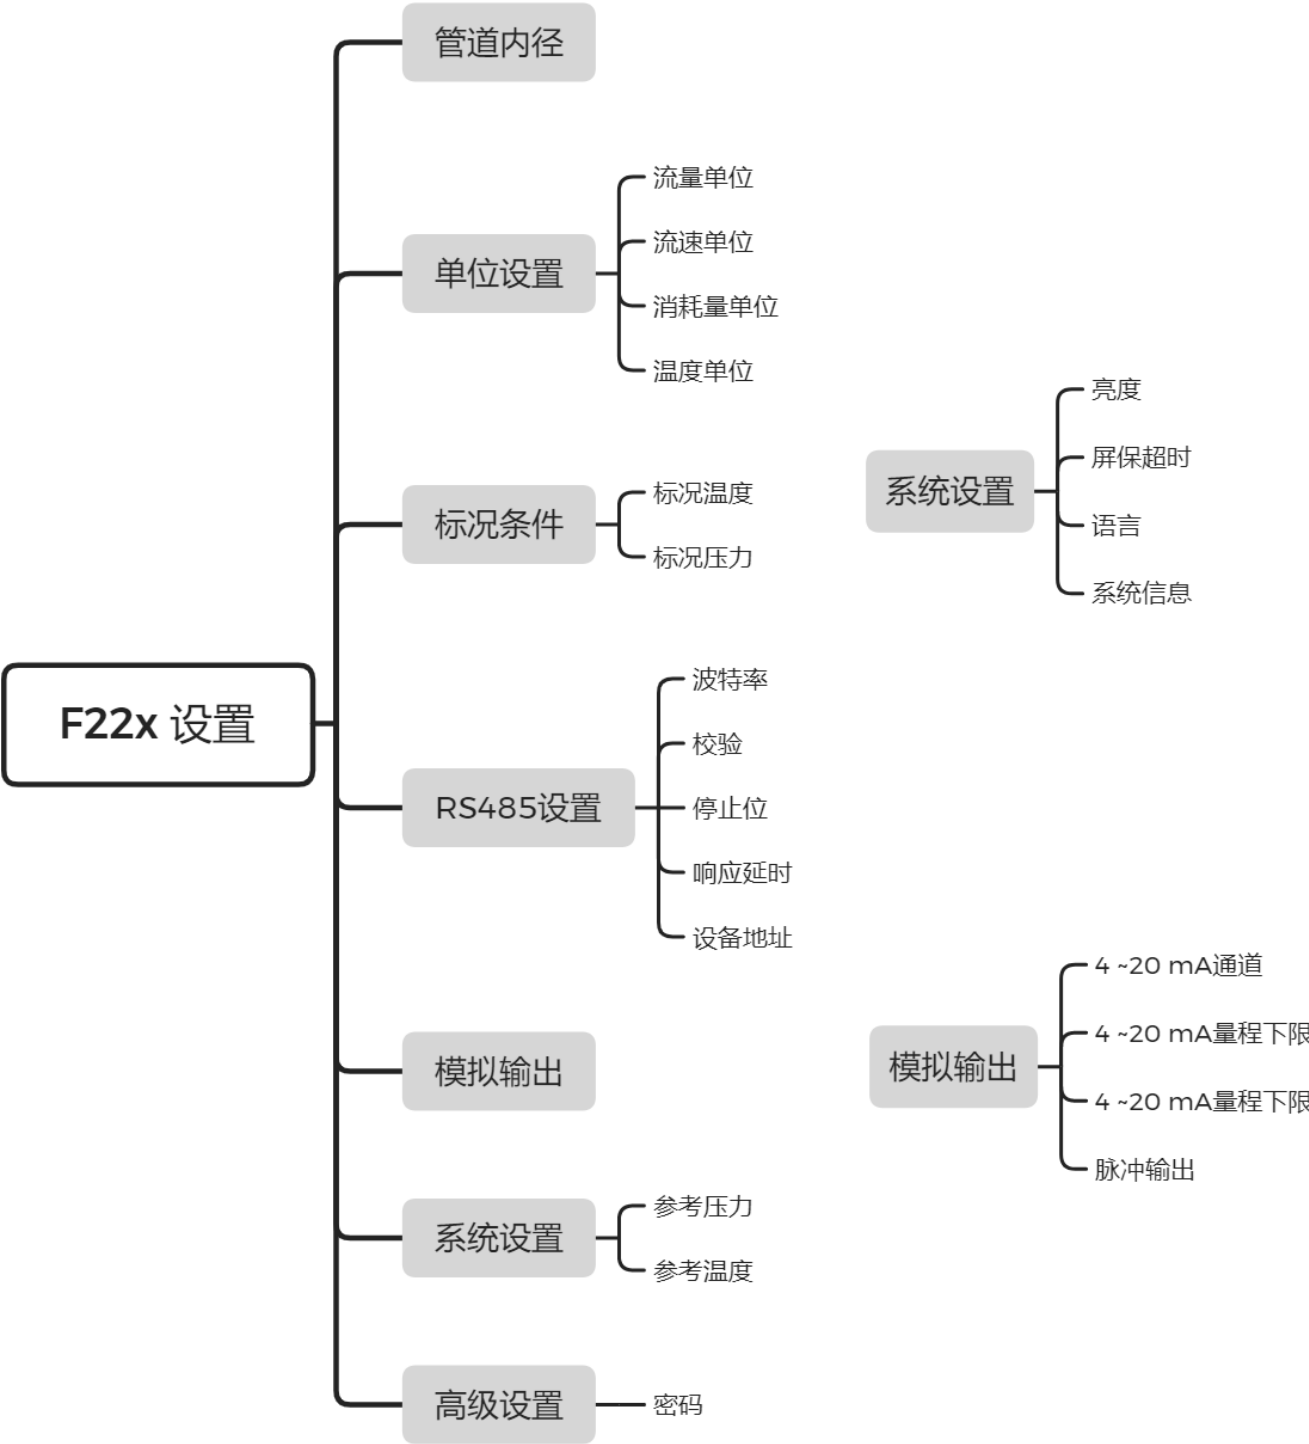 F22x 设置
管道内径
单位设置
流量单位
流速单位
消耗量单位
温度单位
标况条件
标况温度
标况压力
RS485设置
波特率
校验
停止位
响应延时
设备地址
模拟输出
系统设置
参考压力
参考温度
高级设置
密码
系统设置
亮度
屏保超时
语言
系统信息
模拟输出
4 ~20 mA通道
4 ~20 mA量程下限
4 ~20 mA量程下限
脉冲输出